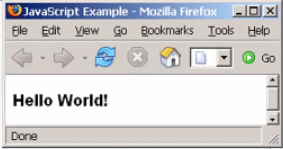 JavaScript Example - Mozilla Firefox
File Edit View Go Bookmarks Tools Help
Go
Hello World!
Done